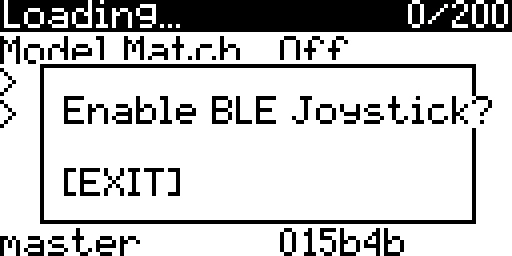 Loading… 0/200
Model Match Off
Enable BLE Joystick?
[EXIT]
master 015b4b